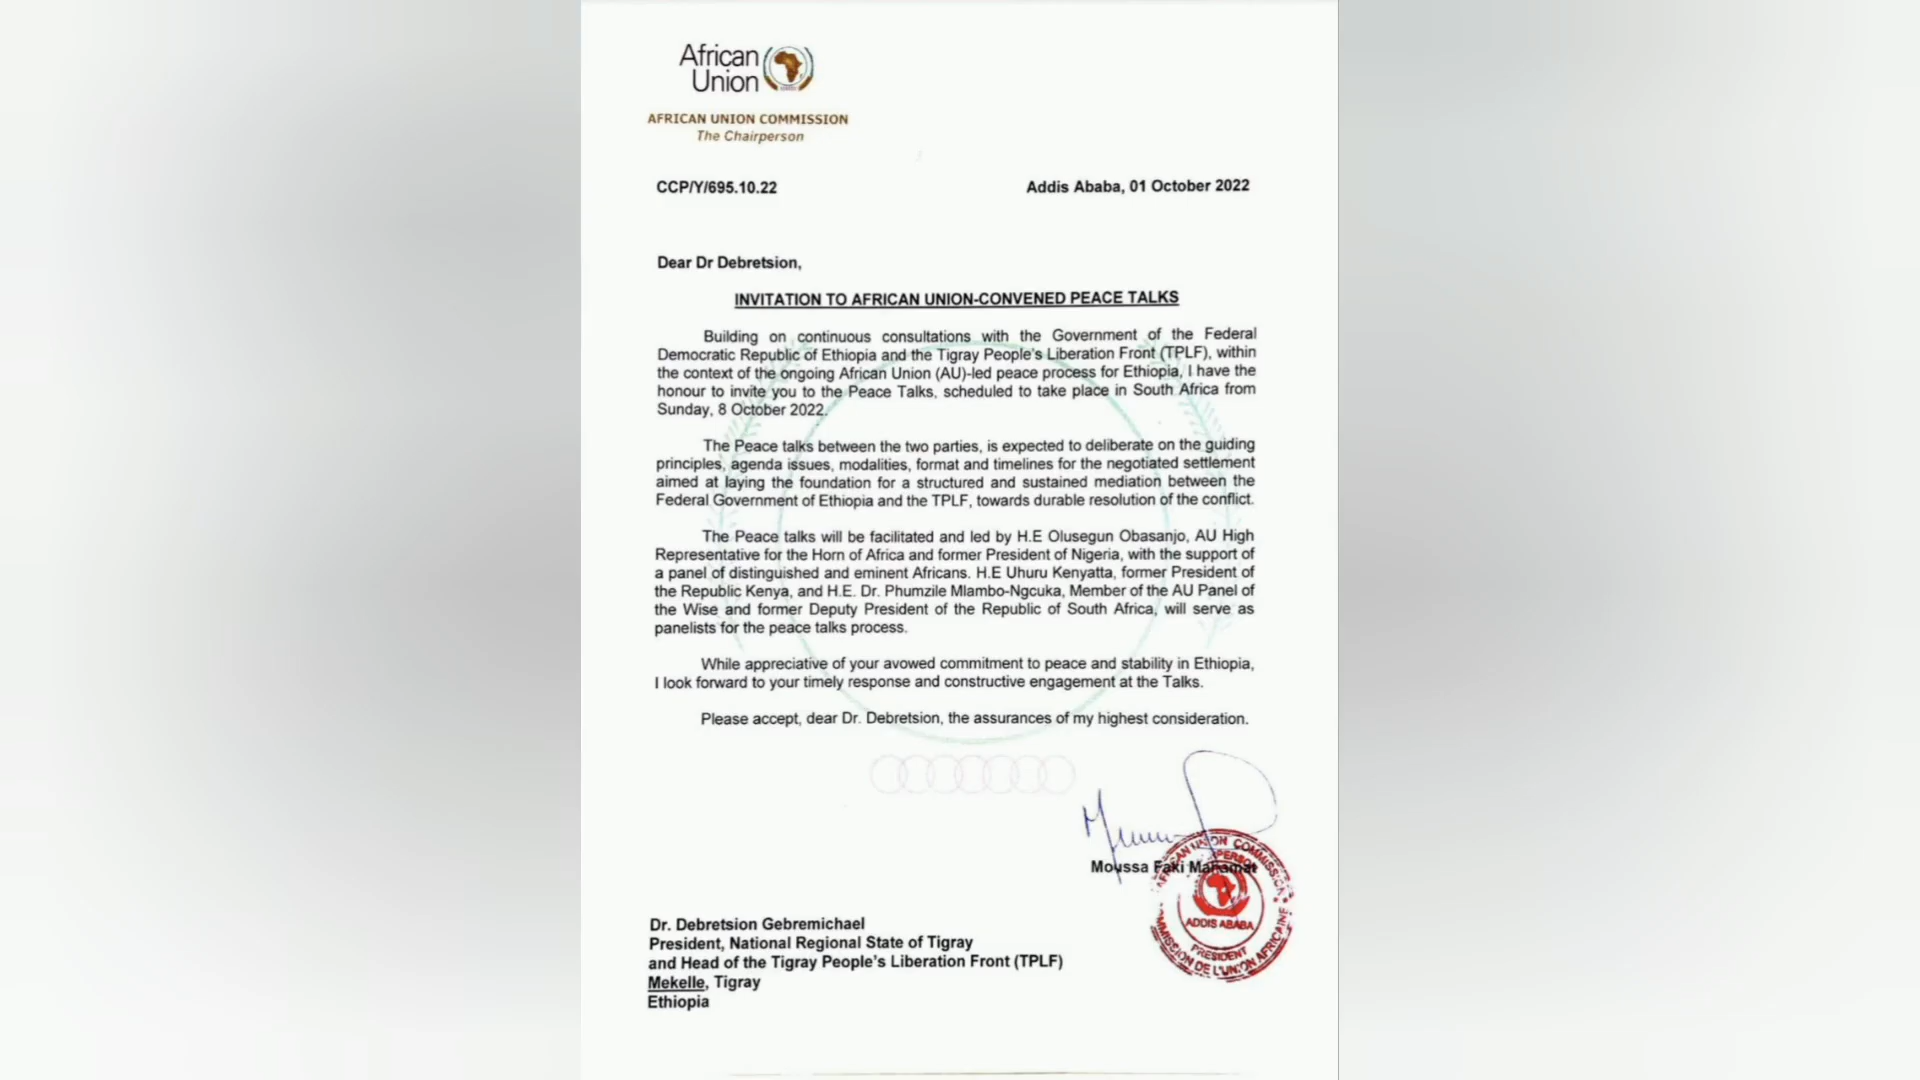 African
Union
AFRICAN UNION COMMISSION
The Chairperson
CCP/Y/695.10.22
Addis Ababa, 01 October 2022
Dear Dr Debretsion,
INVITATION TO AFRICAN UNION-CONVENED PEACE TALKS
Building on continuous consultations with the Government of the Federal
Democratic Republic of Ethiopia and the Tigray People's Liberation Front (TPLF), within
the context of the ongoing African Union (AU)-led peace process for Ethiopia, I have the
honour to invite you to the Peace Talks, scheduled to take place in South Africa from
Sunday, 8 October 2022.
The Peace talks between the two parties, is expected to deliberate on the guiding
principles, agenda issues, modalities, format and timelines for the negotiated settlement
aimed at laying the foundation for a structured and sustained mediation between the
Federal Government of Ethiopia and the TPLF, towards durable resolution of the conflict.
The Peace talks will be facilitated and led by H.E Olusegun Obasanjo, AU High
Representative for the Horn of Africa and former President of Nigeria, with the support of
a panel of distinguished and eminent Africans. H.E Uhuru Kenyatta, former President of
the Republic Kenya, and H.E. Dr. Phumzile Mlambo-Ngcuka, Member of the AU Panel of
the Wise and former Deputy President of the Republic of South Africa, will serve as
panelists for the peace talks process.
While appreciative of your avowed commitment to peace and stability in Ethiopia,
I look forward to your timely response and constructive engagement at the Talks.
Please accept, dear Dr. Debretsion, the assurances of my highest consideration.
Moussa Faki Mahamat
AFRICAN UNION COMMISSION
ADDIS ABABA
PRESIDENT
COMMISSION DE L'UNION AFRICAINE
Dr. Debretsion Gebremichael
President, National Regional State of Tigray
and Head of the Tigray People's Liberation Front (TPLF)
Mekelle, Tigray
Ethiopia